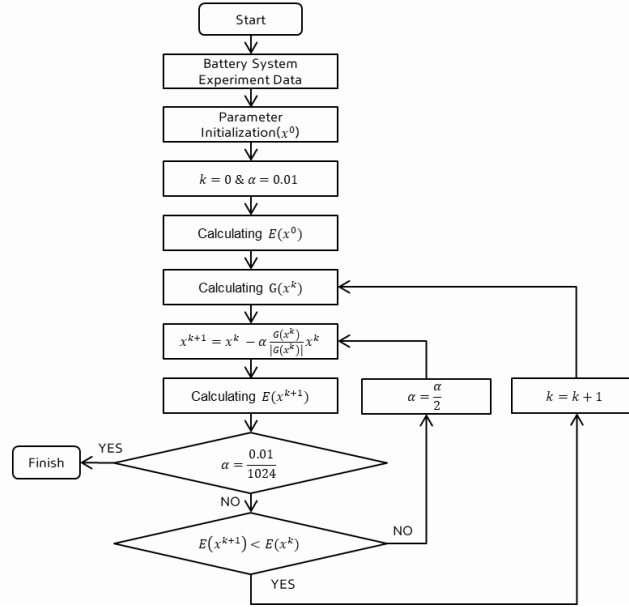 Start
Battery System
Experiment Data
Parameter
Initialization(x⁰)
k = 0 & α = 0.01
Calculating E(x⁰)
Calculating G(xᵏ)
xᵏ⁺¹ = xᵏ − α G(xᵏ)/|G(xᵏ)| xᵏ
Calculating E(xᵏ⁺¹)
α = α/2
k = k + 1
YES
Finish
α = 0.01/1024
NO
E(xᵏ⁺¹) < E(xᵏ)
NO
YES